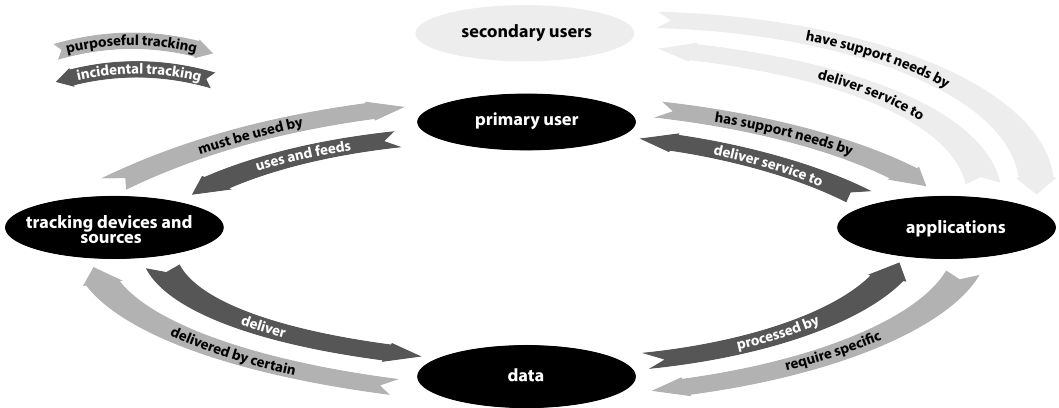 secondary users
have support needs by
purposeful tracking
incidental tracking
deliver service to
primary user
must be used by
has support needs by
uses and feeds
deliver service to
tracking devices and
sources
applications
deliver
processed by
delivered by certain
require specific
data